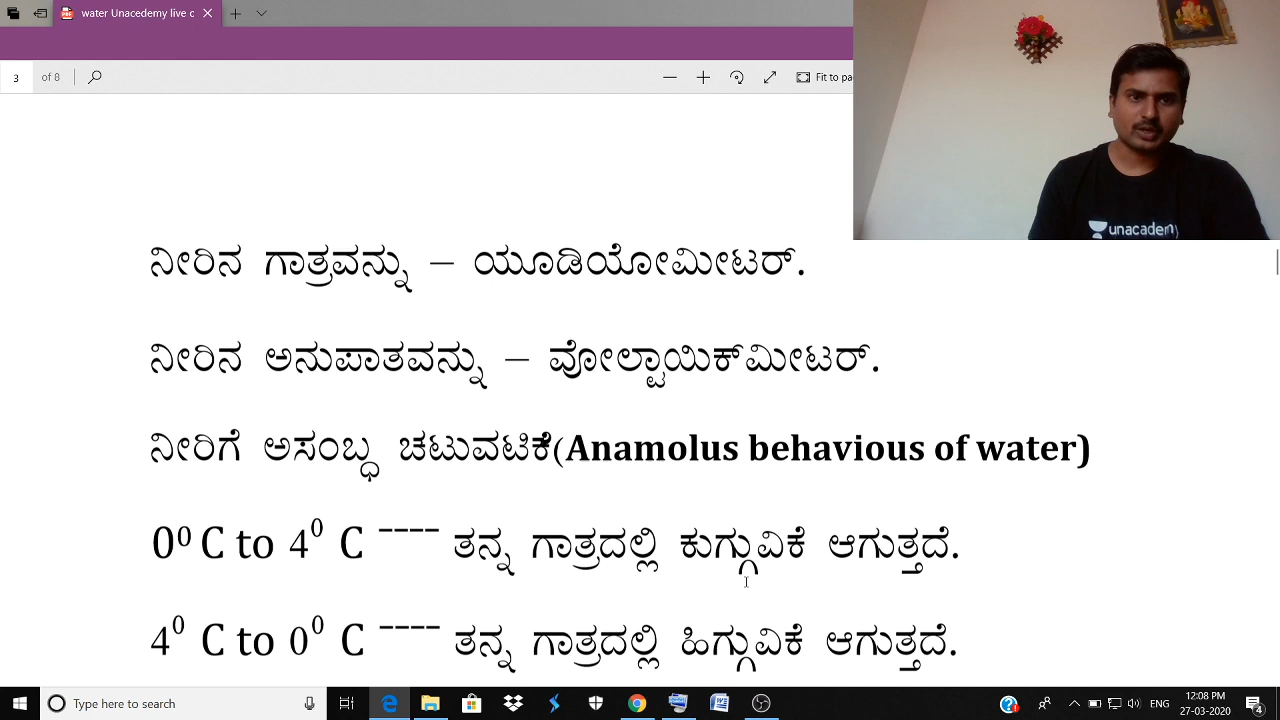 water Unacedemy live c
3 of 8
Fit to pa
unacademy
ನೀರಿನ ಗಾತ್ರವನ್ನು – ಯೂಡಿಯೋಮೀಟರ್.
ನೀರಿನ ಅನುಪಾತವನ್ನು – ವೋಲ್ಟಾಯಿಕ್‌ಮೀಟರ್.
ನೀರಿಗೆ ಅಸಂಬ್ಧ ಚಟುವಟಿಕೆ(Anamolus behavious of water)
0⁰ C to 4⁰ C ---- ತನ್ನ ಗಾತ್ರದಲ್ಲಿ ಕುಗ್ಗುವಿಕೆ ಆಗುತ್ತದೆ.
4⁰ C to 0⁰ C ---- ತನ್ನ ಗಾತ್ರದಲ್ಲಿ ಹಿಗ್ಗುವಿಕೆ ಆಗುತ್ತದೆ.
Type here to search
ENG
12:08 PM
27-03-2020
4